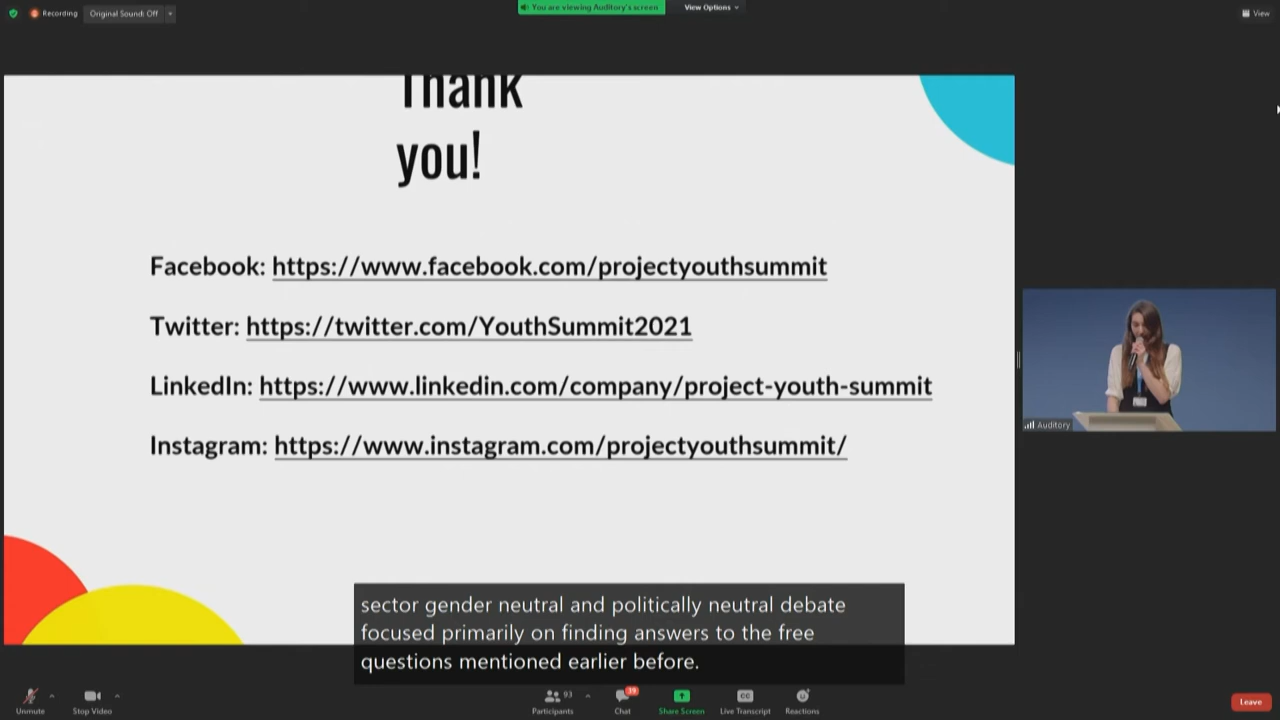 Recording
Original Sound: Off
You are viewing Auditory's screen
View Options
View
Thank
you!
Facebook: https://www.facebook.com/projectyouthsummit
Twitter: https://twitter.com/YouthSummit2021
LinkedIn: https://www.linkedin.com/company/project-youth-summit
Instagram: https://www.instagram.com/projectyouthsummit/
Auditory
sector gender neutral and politically neutral debate
focused primarily on finding answers to the free
questions mentioned earlier before.
Unmute
Stop Video
93
Participants
39
Chat
Share Screen
CC
Live Transcript
Reactions
Leave